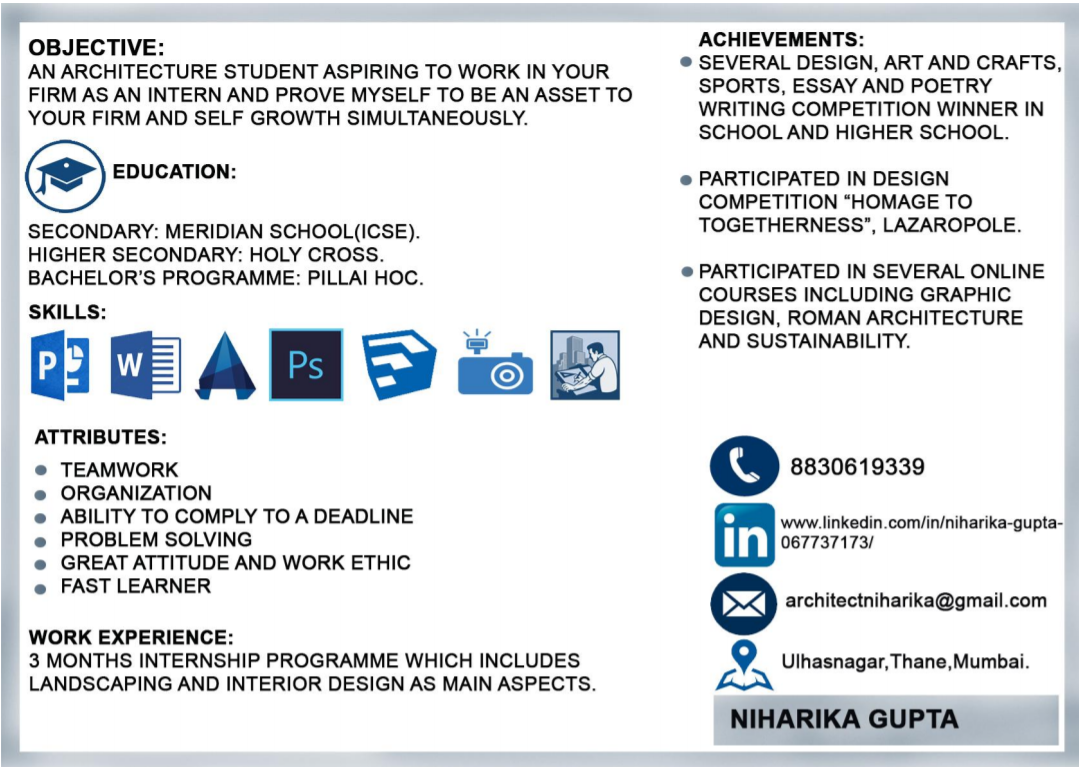 OBJECTIVE:
AN ARCHITECTURE STUDENT ASPIRING TO WORK IN YOUR
FIRM AS AN INTERN AND PROVE MYSELF TO BE AN ASSET TO
YOUR FIRM AND SELF GROWTH SIMULTANEOUSLY.
EDUCATION:
SECONDARY: MERIDIAN SCHOOL(ICSE).
HIGHER SECONDARY: HOLY CROSS.
BACHELOR'S PROGRAMME: PILLAI HOC.
SKILLS:
P W Ps
ATTRIBUTES:
TEAMWORK
ORGANIZATION
ABILITY TO COMPLY TO A DEADLINE
PROBLEM SOLVING
GREAT ATTITUDE AND WORK ETHIC
FAST LEARNER
WORK EXPERIENCE:
3 MONTHS INTERNSHIP PROGRAMME WHICH INCLUDES
LANDSCAPING AND INTERIOR DESIGN AS MAIN ASPECTS.
ACHIEVEMENTS:
SEVERAL DESIGN, ART AND CRAFTS,
SPORTS, ESSAY AND POETRY
WRITING COMPETITION WINNER IN
SCHOOL AND HIGHER SCHOOL.
PARTICIPATED IN DESIGN
COMPETITION “HOMAGE TO
TOGETHERNESS”, LAZAROPOLE.
PARTICIPATED IN SEVERAL ONLINE
COURSES INCLUDING GRAPHIC
DESIGN, ROMAN ARCHITECTURE
AND SUSTAINABILITY.
8830619339
in
www.linkedin.com/in/niharika-gupta-
067737173/
architectniharika@gmail.com
Ulhasnagar,Thane,Mumbai.
NIHARIKA GUPTA